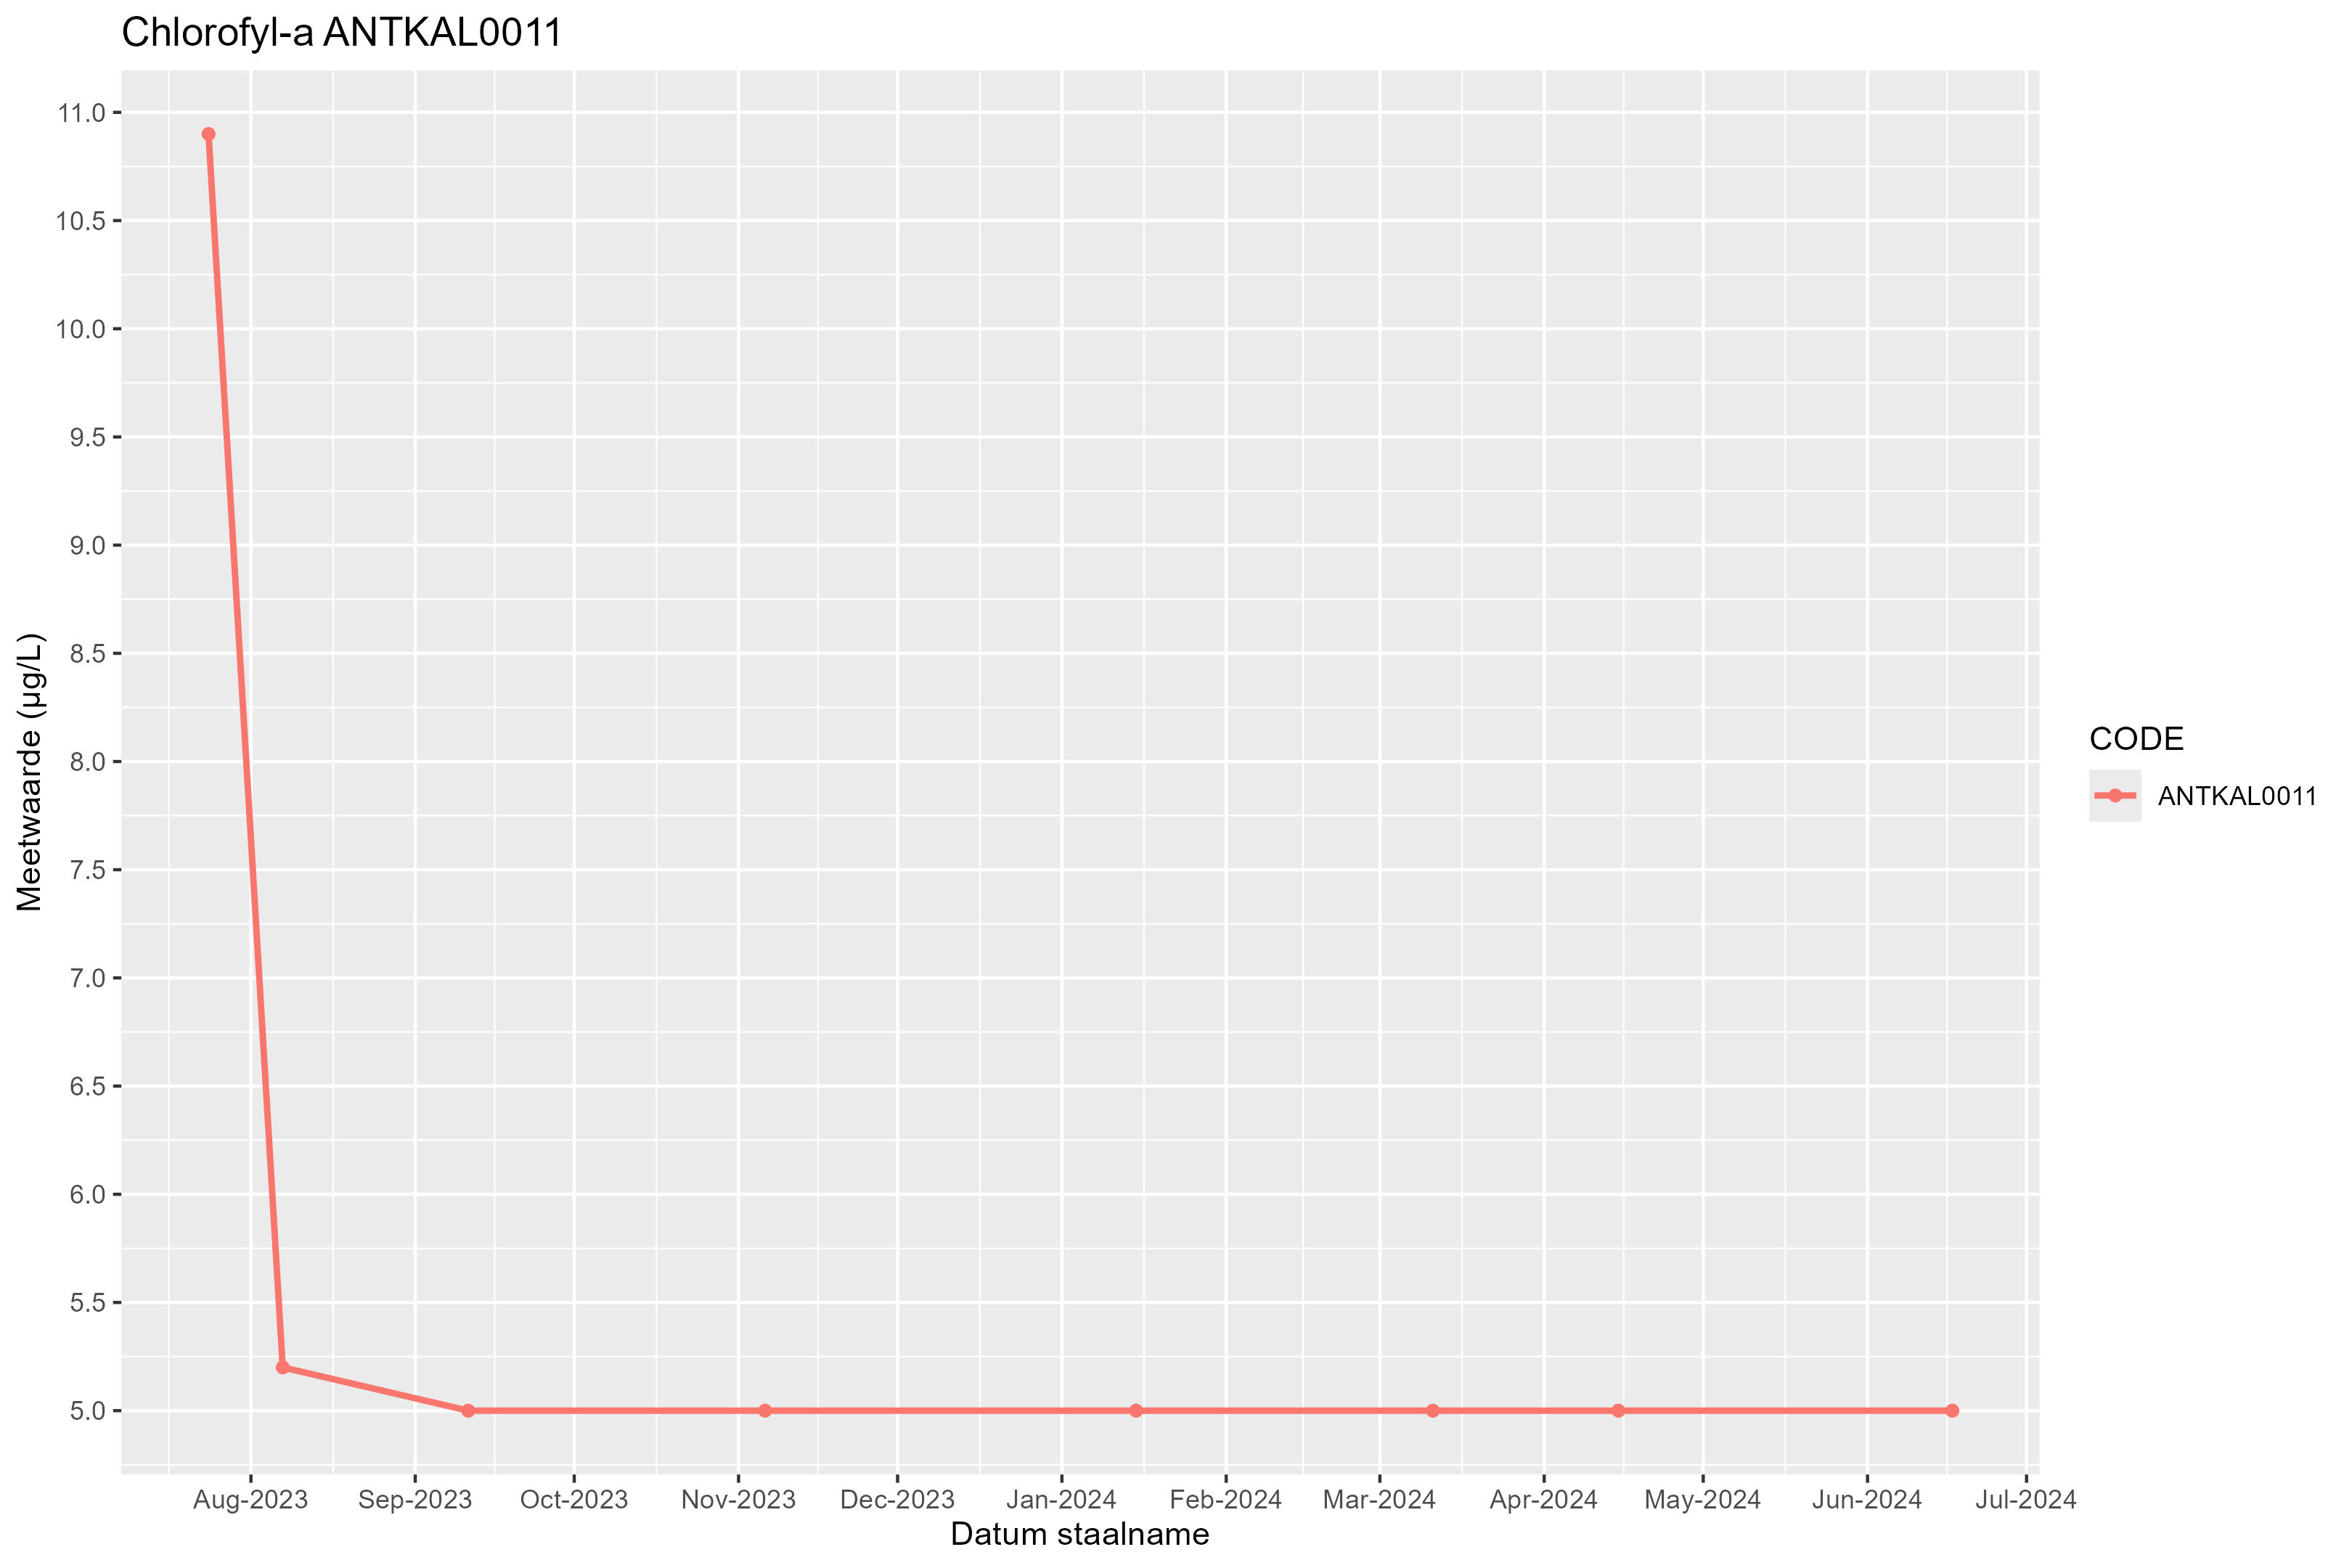 Chlorofyl-a ANTKAL0011
11.0
10.5
10.0
9.5
9.0
8.5
8.0
7.5
7.0
6.5
6.0
5.5
5.0
Meetwaarde (µg/L)
Aug-2023 Sep-2023 Oct-2023 Nov-2023 Dec-2023 Jan-2024 Feb-2024 Mar-2024 Apr-2024 May-2024 Jun-2024 Jul-2024
Datum staalname
CODE
ANTKAL0011